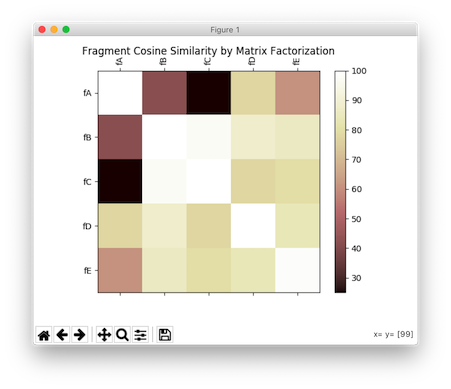 Figure 1
Fragment Cosine Similarity by Matrix Factorization
fA fB fC fD fE
fA
fB
fC
fD
fE
100
90
80
70
60
50
40
30
x= y= [99]